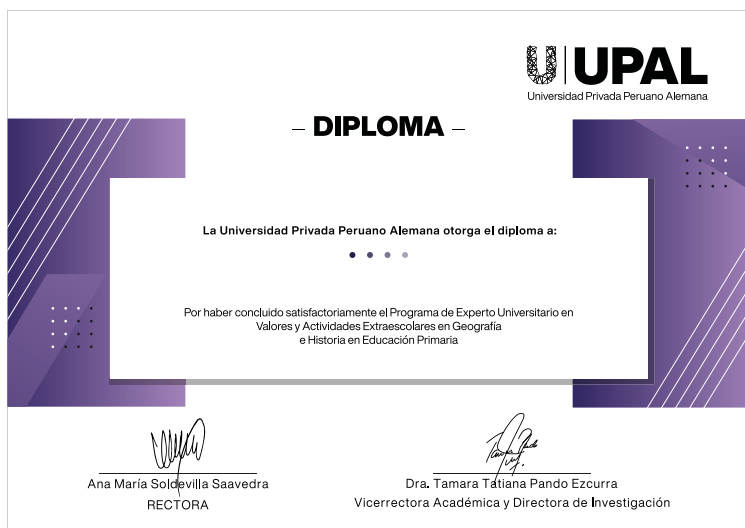 UPAL
Universidad Privada Peruano Alemana
– DIPLOMA –
La Universidad Privada Peruano Alemana otorga el diploma a:
Por haber concluido satisfactoriamente el Programa de Experto Universitario en
Valores y Actividades Extraescolares en Geografía
e Historia en Educación Primaria
Ana María Soldevilla Saavedra
RECTORA
Dra. Tamara Tatiana Pando Ezcurra
Vicerrectora Académica y Directora de Investigación